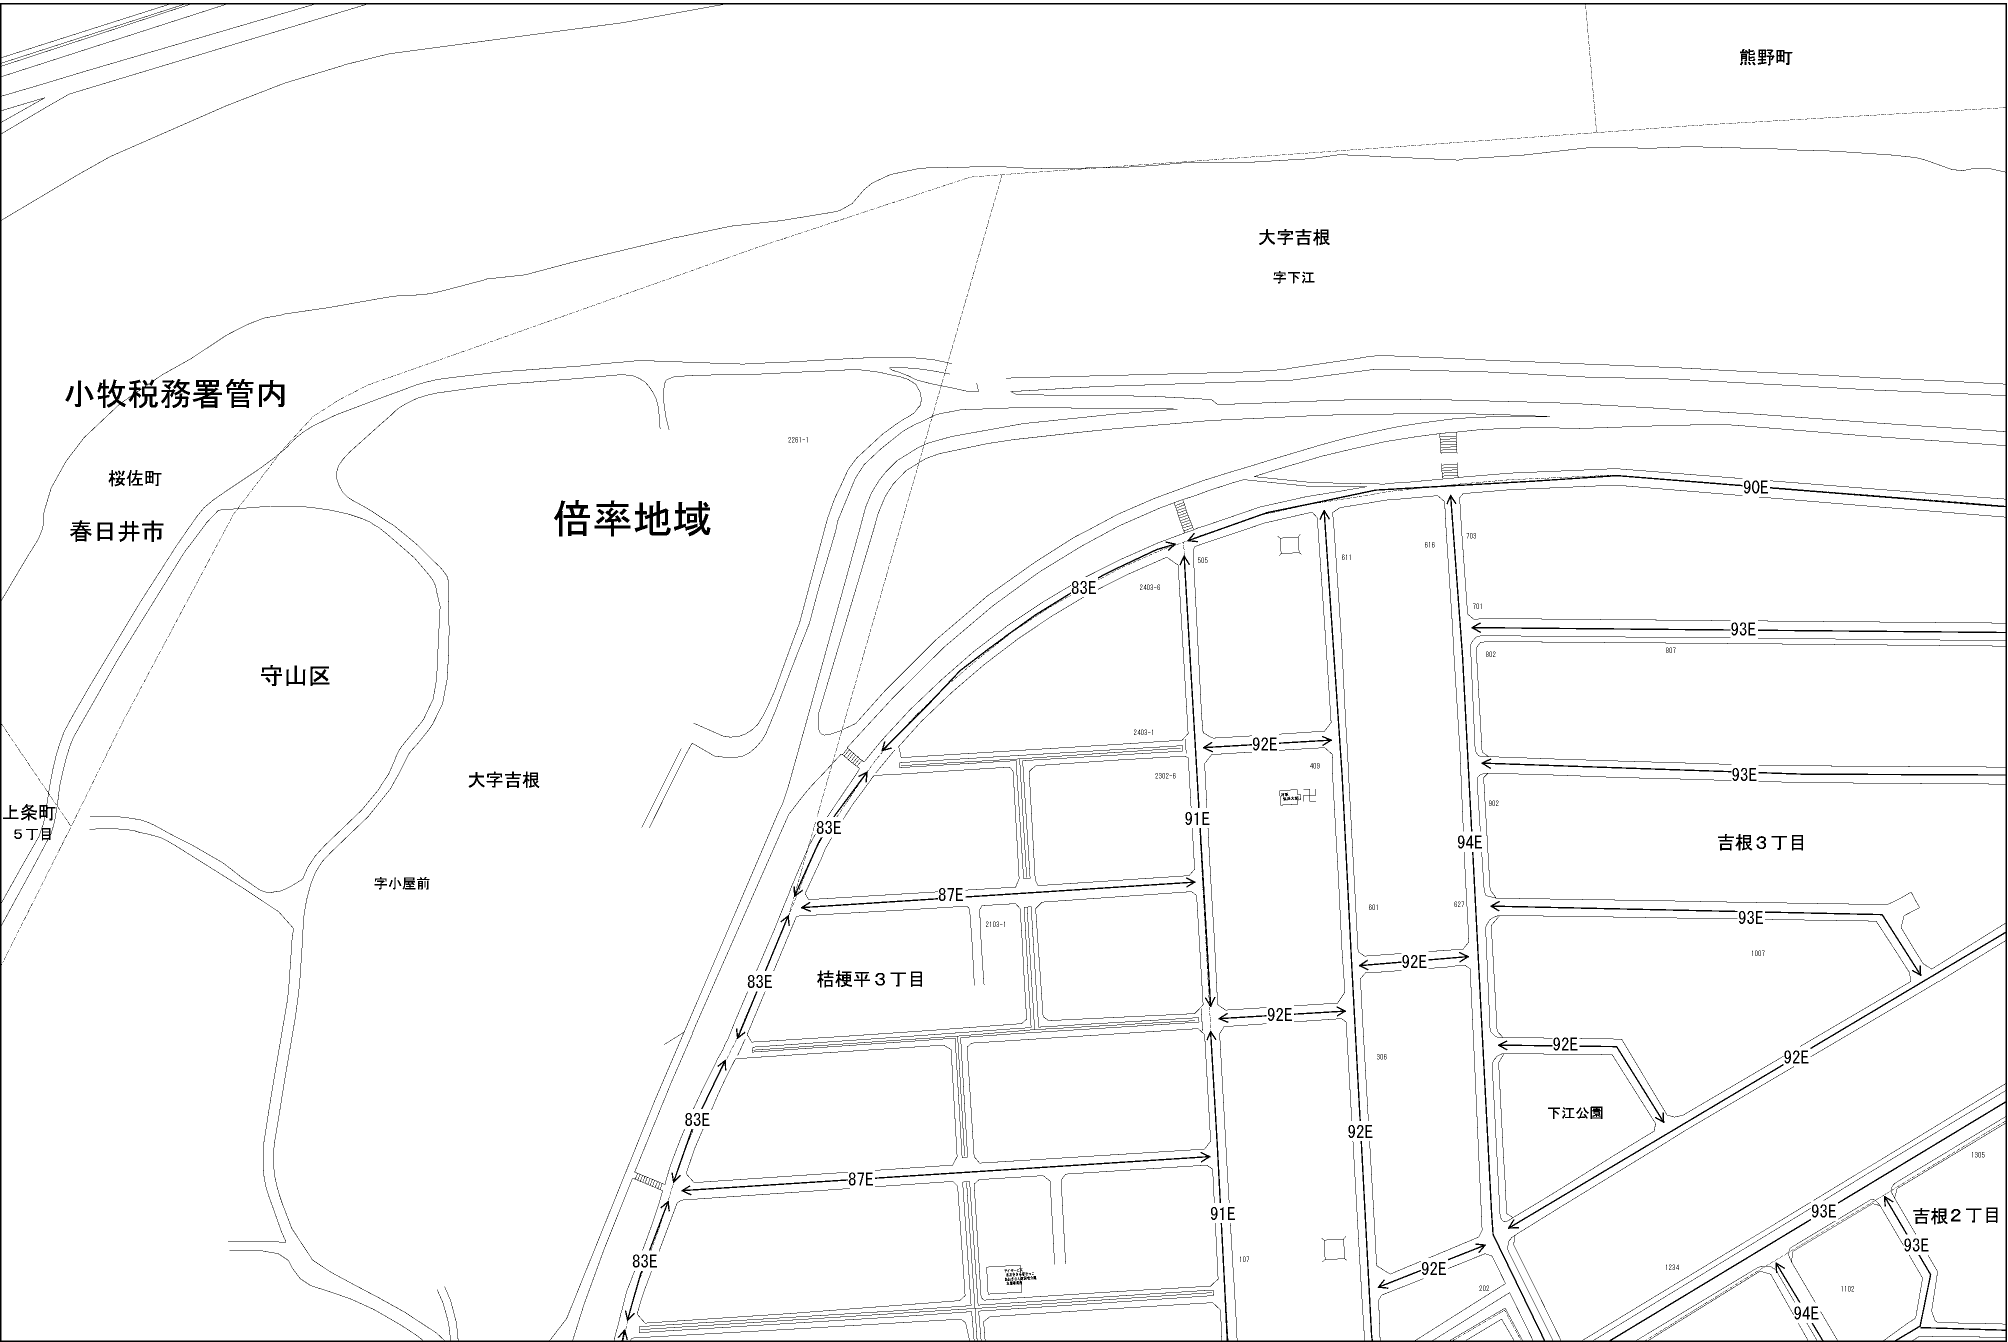 熊野町
大字吉根
字下江
小牧税務署管内
2261-1
桜佐町
倍率地域
春日井市
90E
703
616
611
505
83E
2403-6
701
93E
802
807
守山区
2403-1
92E
409
2302-6
93E
大字吉根
902
上条町
5丁目
83E
91E
94E
吉根3丁目
字小屋前
87E
601
627
93E
2103-1
1007
92E
桔梗平3丁目
83E
92E
92E
306
92E
下江公園
83E
92E
1305
87E
91E
93E
吉根2丁目
93E
107
83E
92E
1234
202
1102
94E